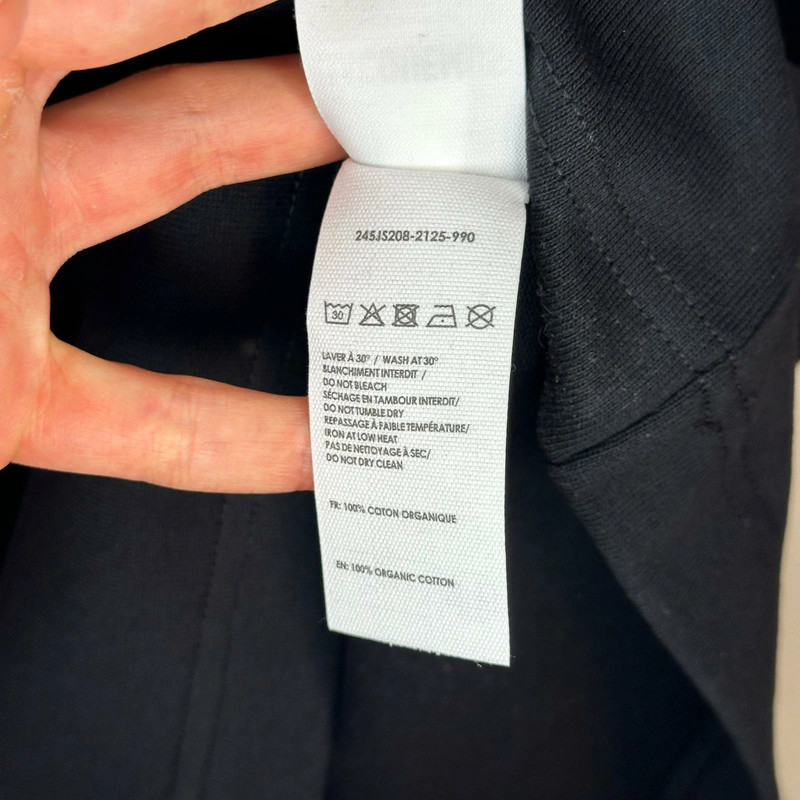 245JS208-2125-990
30
LAVER À 30° / WASH AT 30°
BLANCHIMENT INTERDIT /
DO NOT BLEACH
SÉCHAGE EN TAMBOUR INTERDIT/
DO NOT TUMBLE DRY
REPASSAGE À FAIBLE TEMPÉRATURE/
IRON AT LOW HEAT
PAS DE NETTOYAGE À SEC/
DO NOT DRY CLEAN
FR: 100% COTON ORGANIQUE
EN: 100% ORGANIC COTTON